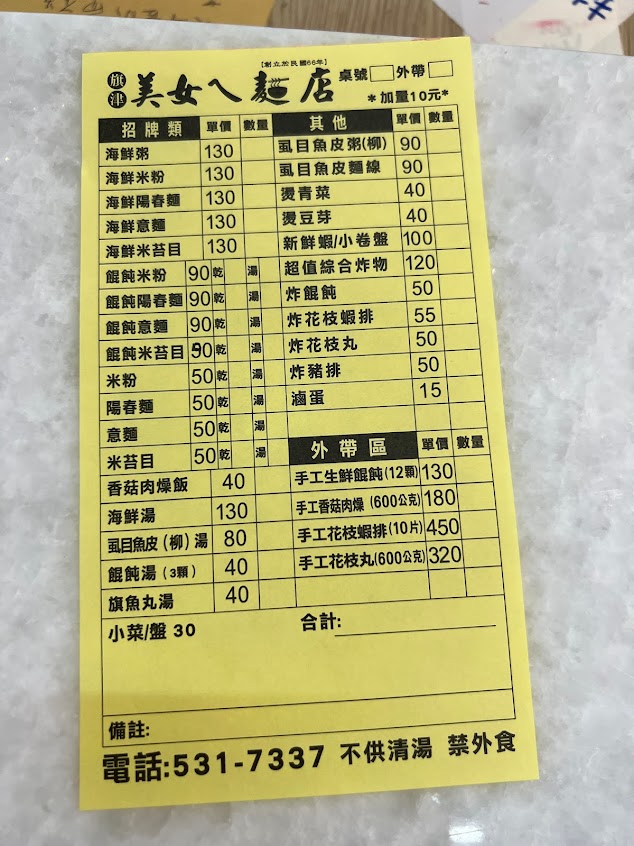 【創立於民國66年】
旗津 美女ㄟ麵店 桌號 外帶
*加量10元*
招牌類 單價 數量
海鮮粥 130
海鮮米粉 130
海鮮陽春麵 130
海鮮意麵 130
海鮮米苔目 130
餛飩米粉 90 乾 湯
餛飩陽春麵 90 乾 湯
餛飩意麵 90 乾 湯
餛飩米苔目 90 乾 湯
米粉 50 乾 湯
陽春麵 50 乾 湯
意麵 50 乾 湯
米苔目 50 乾 湯
香菇肉燥飯 40
海鮮湯 130
虱目魚皮(柳)湯 80
餛飩湯(3顆) 40
旗魚丸湯 40
其他 單價 數量
虱目魚皮粥(柳) 90
虱目魚皮麵線 90
燙青菜 40
燙豆芽 40
新鮮蝦/小卷盤 100
超值綜合炸物 120
炸餛飩 50
炸花枝蝦排 55
炸花枝丸 50
炸豬排 50
滷蛋 15
外帶區 單價 數量
手工生鮮餛飩(12顆) 130
手工香菇肉燥(600公克) 180
手工花枝蝦排(10片) 450
手工花枝丸(600公克) 320
小菜/盤 30
合計:
備註:
電話:531-7337 不供清湯 禁外食